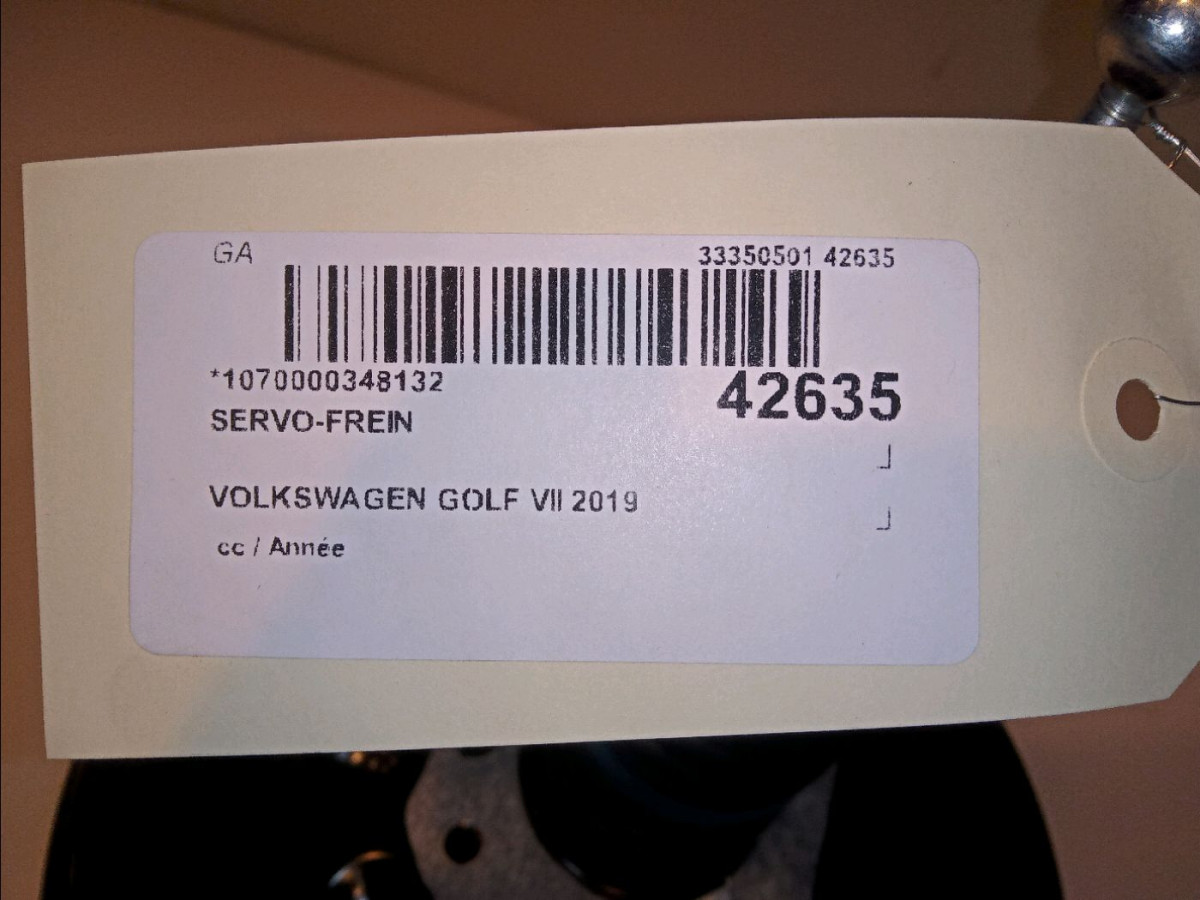 GA 33350501 42635
*1070000348132 42635
SERVO-FREIN
VOLKSWAGEN GOLF VII 2019
cc / Année